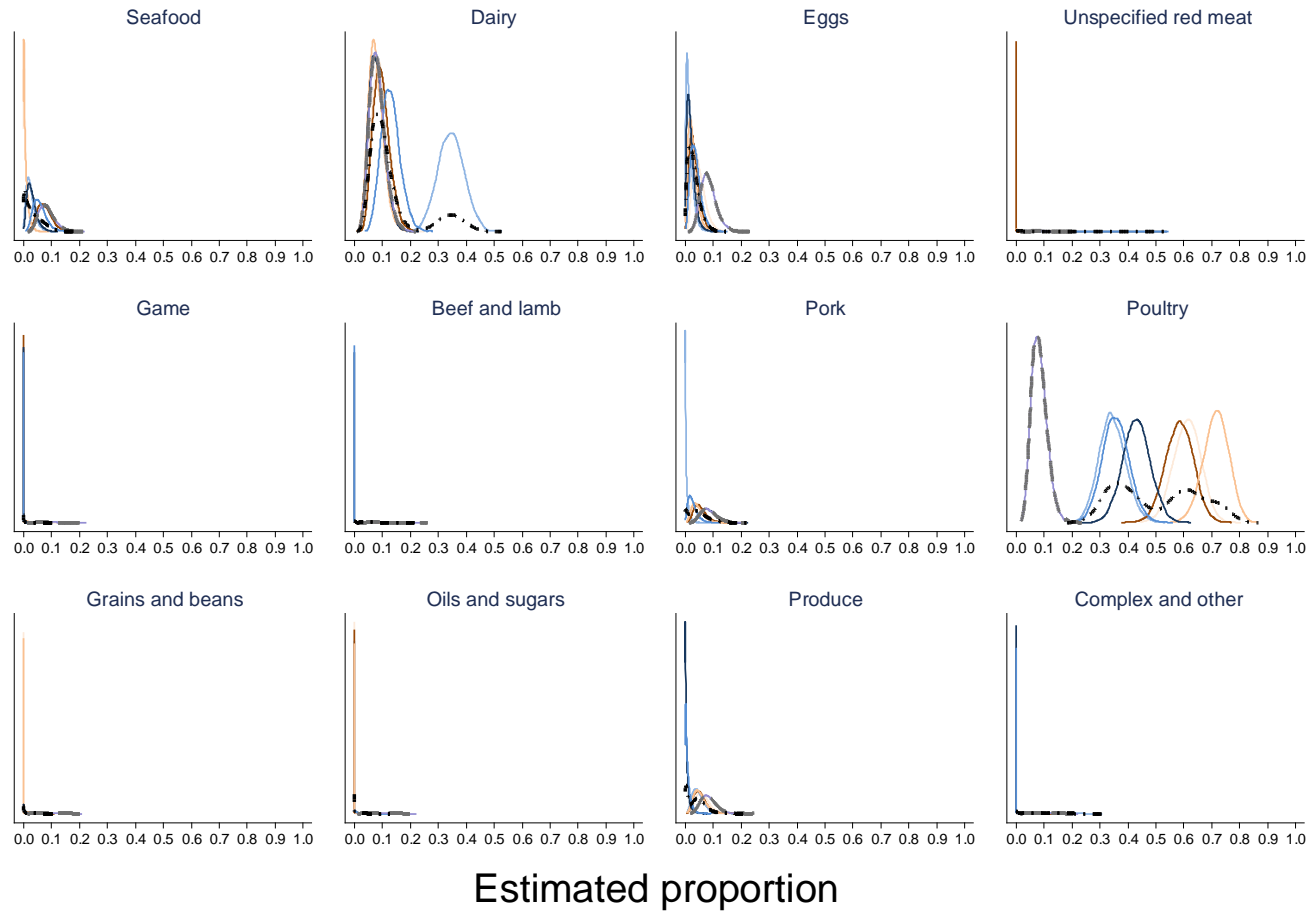 Seafood
Dairy
Eggs
Unspecified red meat
0.0 0.1 0.2 0.3 0.4 0.5 0.6 0.7 0.8 0.9 1.0
0.0 0.1 0.2 0.3 0.4 0.5 0.6 0.7 0.8 0.9 1.0
0.0 0.1 0.2 0.3 0.4 0.5 0.6 0.7 0.8 0.9 1.0
0.0 0.1 0.2 0.3 0.4 0.5 0.6 0.7 0.8 0.9 1.0
Game
Beef and lamb
Pork
Poultry
0.0 0.1 0.2 0.3 0.4 0.5 0.6 0.7 0.8 0.9 1.0
0.0 0.1 0.2 0.3 0.4 0.5 0.6 0.7 0.8 0.9 1.0
0.0 0.1 0.2 0.3 0.4 0.5 0.6 0.7 0.8 0.9 1.0
0.0 0.1 0.2 0.3 0.4 0.5 0.6 0.7 0.8 0.9 1.0
Grains and beans
Oils and sugars
Produce
Complex and other
0.0 0.1 0.2 0.3 0.4 0.5 0.6 0.7 0.8 0.9 1.0
0.0 0.1 0.2 0.3 0.4 0.5 0.6 0.7 0.8 0.9 1.0
0.0 0.1 0.2 0.3 0.4 0.5 0.6 0.7 0.8 0.9 1.0
0.0 0.1 0.2 0.3 0.4 0.5 0.6 0.7 0.8 0.9 1.0
Estimated proportion